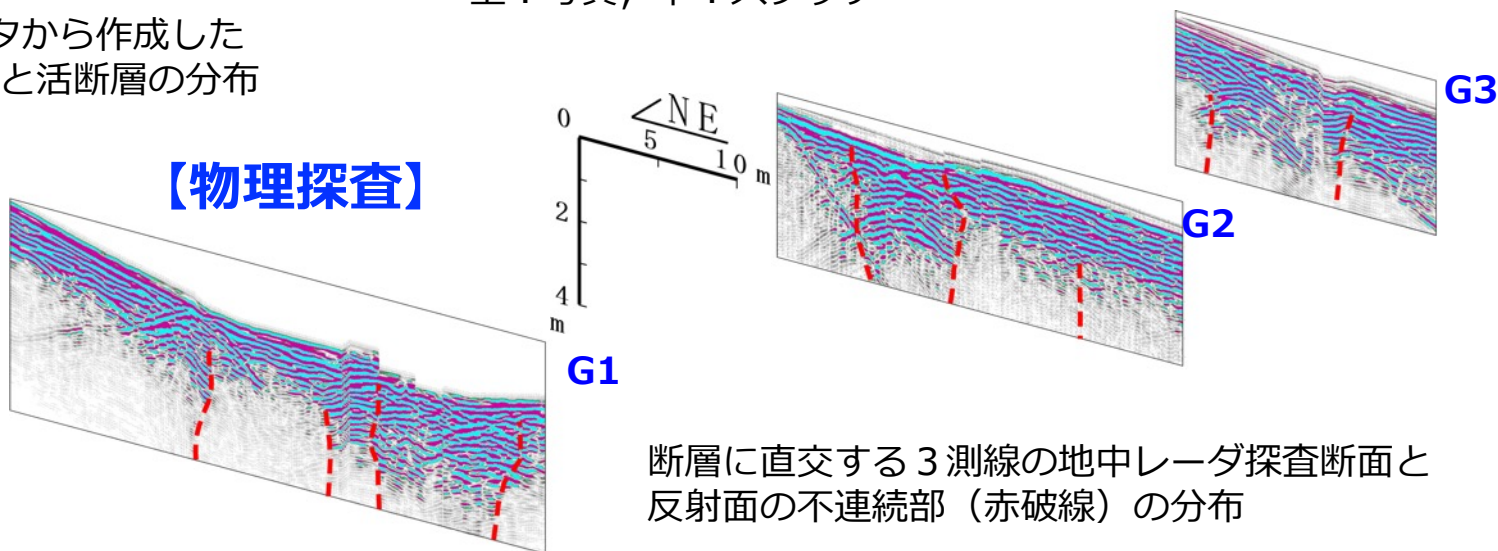 タから作成した
と活断層の分布
G3
NE
0
5
10 m
【物理探査】
2
G2
4
m
G1
断層に直交する3測線の地中レーダ探査断面と
反射面の不連続部（赤破線）の分布